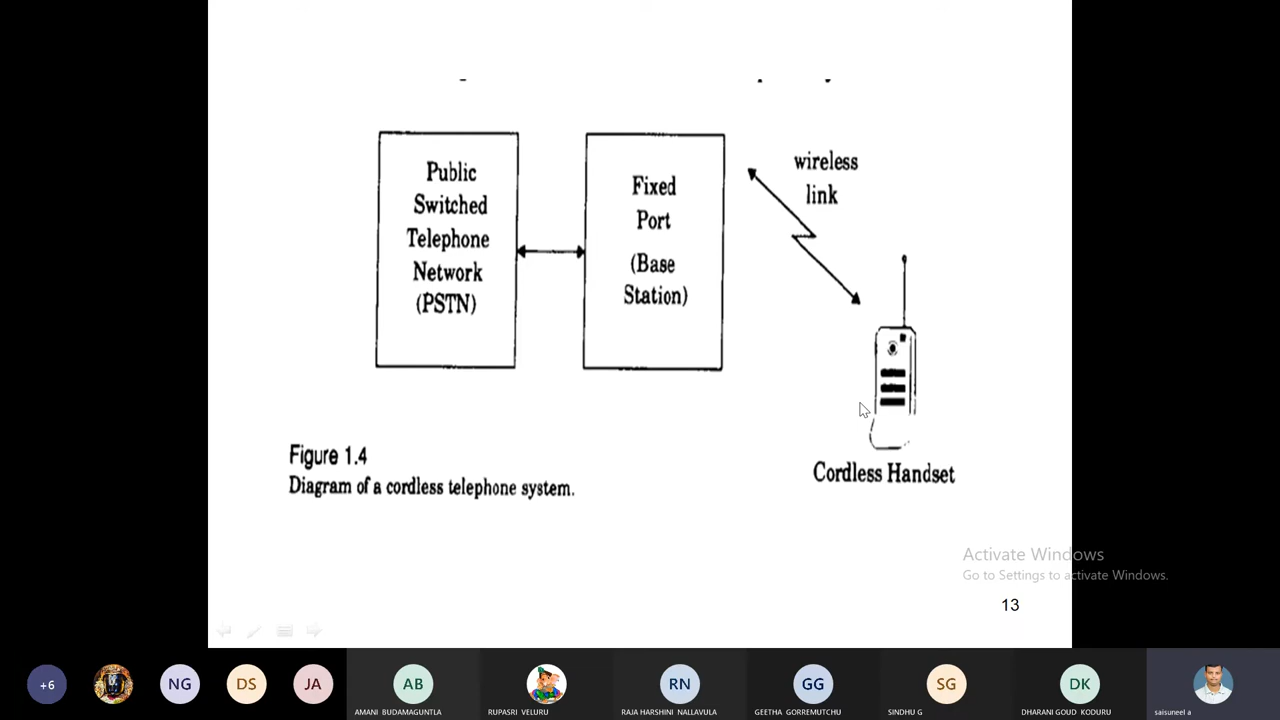 Public
Switched
Telephone
Network
(PSTN)
Fixed
Port
(Base
Station)
wireless
link
Figure 1.4
Diagram of a cordless telephone system.
Cordless Handset
Activate Windows
Go to Settings to activate Windows.
13
+6
NG
DS
JA
AB
AMANI BUDAMAGUNTLA
RUPASRI VELURU
RN
RAJA HARSHINI NALLAVULA
GG
GEETHA GORREMUTCHU
SG
SINDHU G
DK
DHARANI GOUD KODURU
saisuneel a